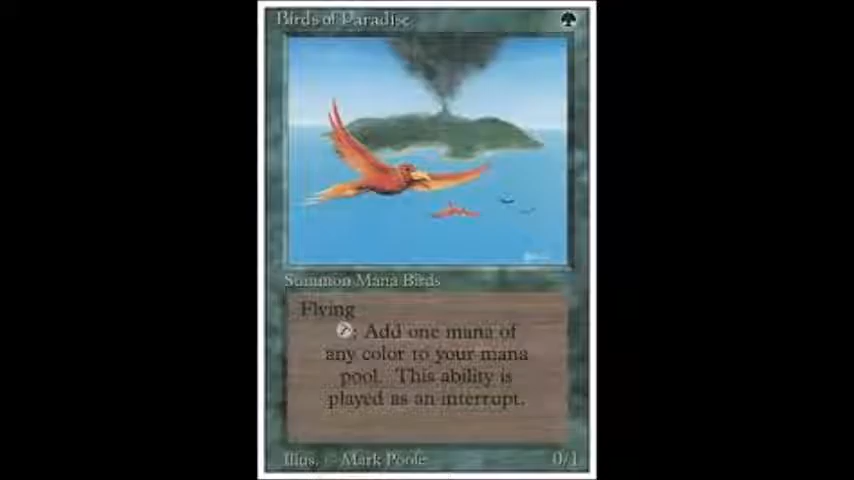 Birds of Paradise
Summon Mana Birds
Flying
T: Add one mana of
any color to your mana
pool. This ability is
played as an interrupt.
Illus. © Mark Poole
0/1